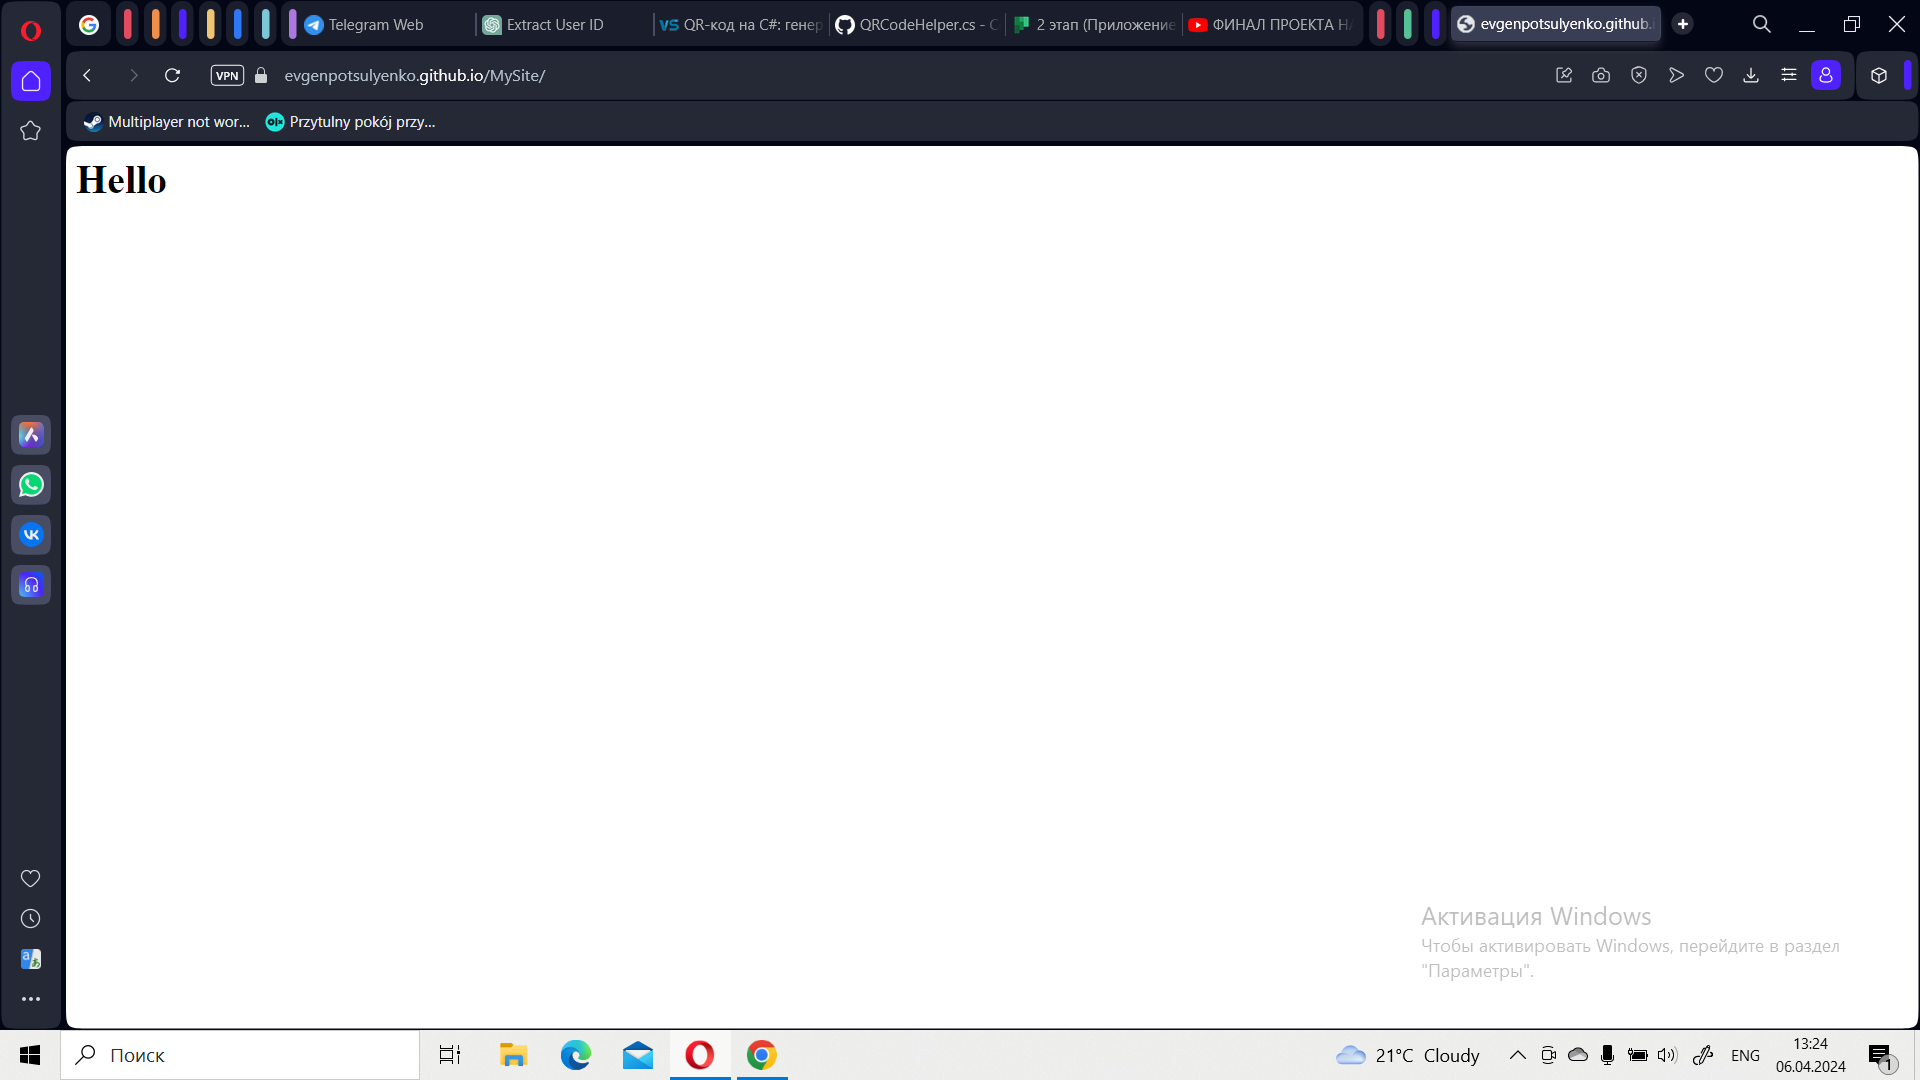 Telegram Web
Extract User ID
VS QR-код на C#: генер
QRCodeHelper.cs - C
2 этап (Приложение
ФИНАЛ ПРОЕКТА НА
evgenpotsulyenko.github.i
VPN
evgenpotsulyenko.github.io/MySite/
Multiplayer not wor...
olx
Przytulny pokój przy...
Hello
Активация Windows
Чтобы активировать Windows, перейдите в раздел
"Параметры".
Поиск
21°C Cloudy
ENG
13:24
06.04.2024
1